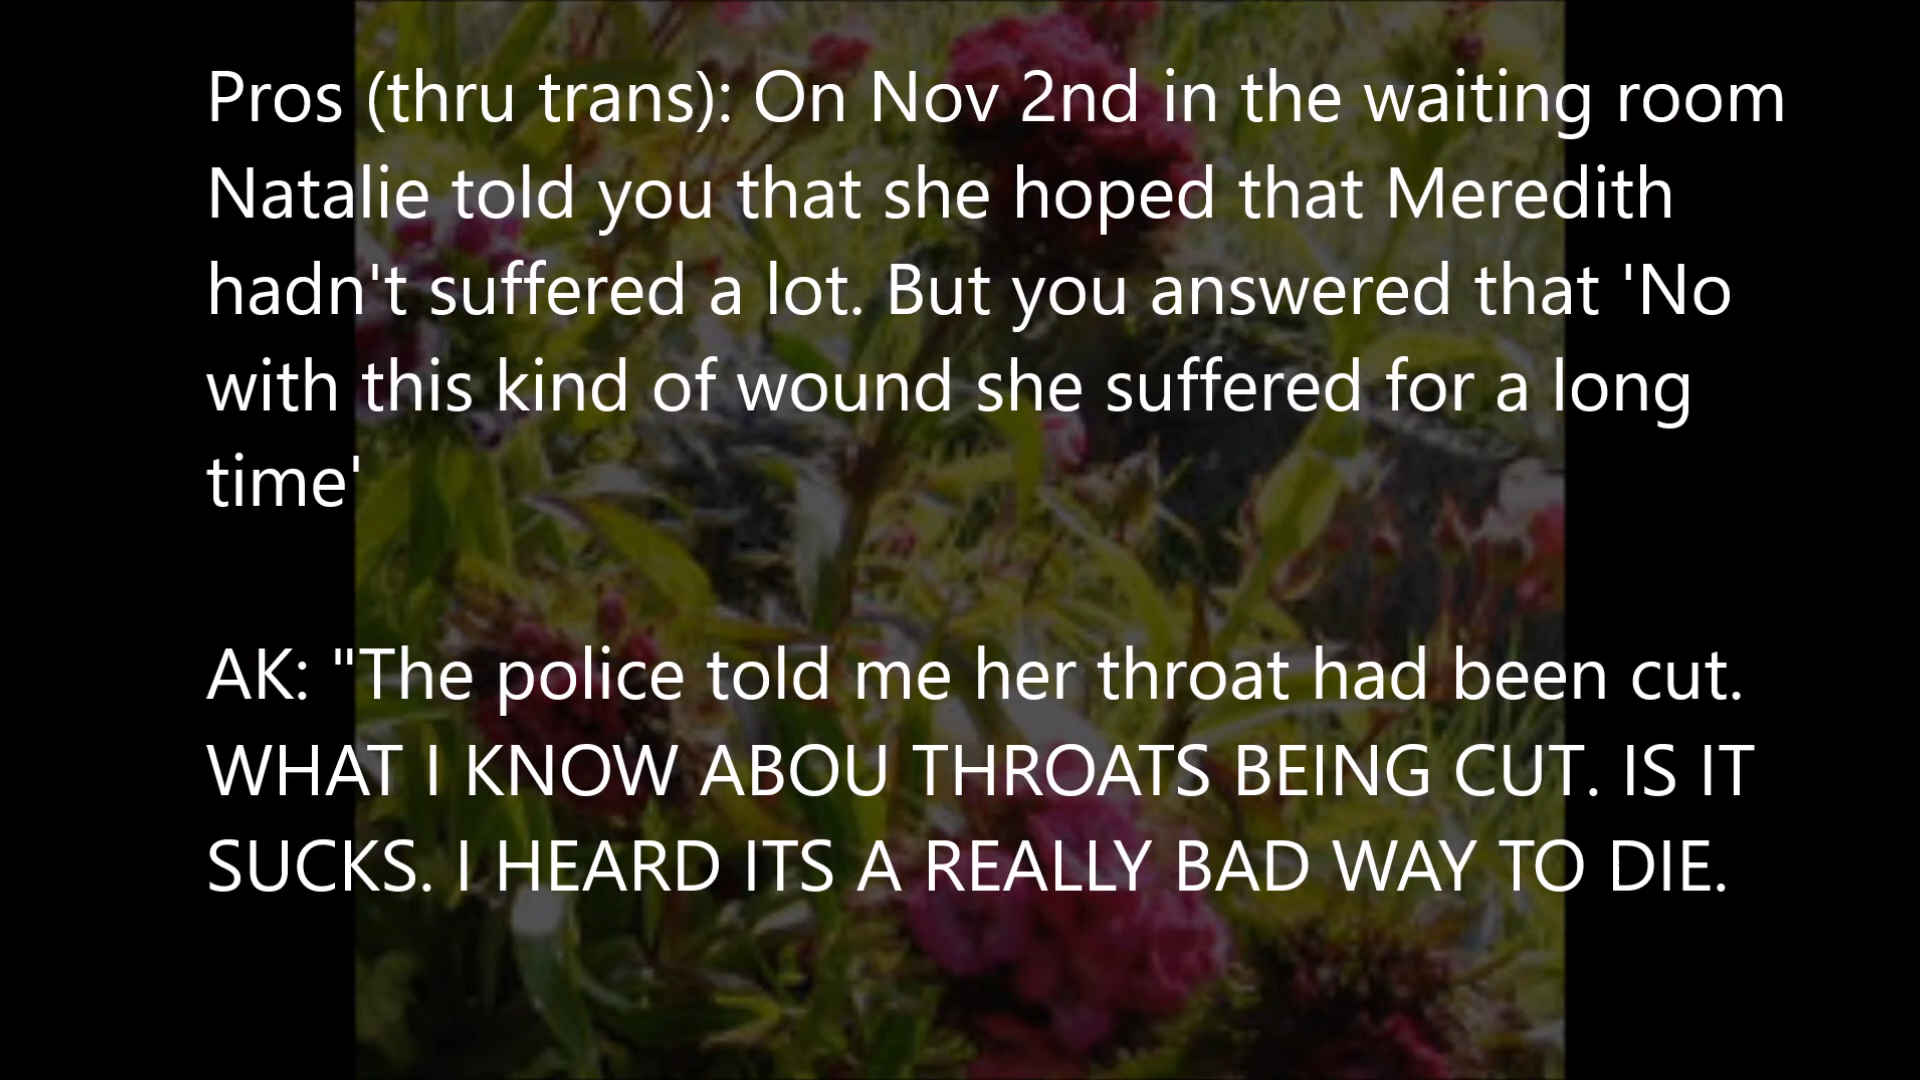 Pros (thru trans): On Nov 2nd in the waiting room
Natalie told you that she hoped that Meredith
hadn't suffered a lot. But you answered that 'No
with this kind of wound she suffered for a long
time'
AK: "The police told me her throat had been cut.
WHAT I KNOW ABOU THROATS BEING CUT. IS IT
SUCKS. I HEARD ITS A REALLY BAD WAY TO DIE.